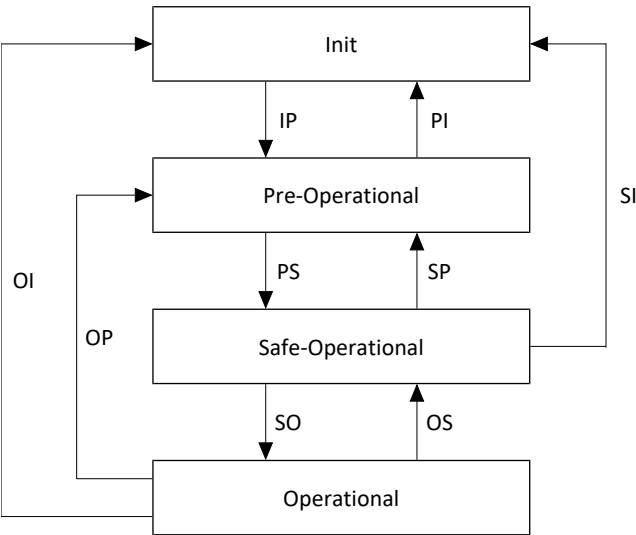 Init
IP
PI
Pre-Operational
SI
PS
SP
OI
OP
Safe-Operational
SO
OS
Operational